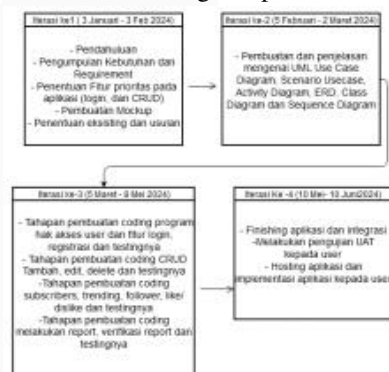 Iterasi ke1 ( 3 Januari - 3 Feb 2024)
- Pendahuluan
- Pengumpulan Kebutuhan dan
Requirement
- Penentuan Fitur prioritas pada
aplikasi (login, dan CRUD)
- Pembuatan Mockup
- Penentuan eksisting dan usulan
Iterasi ke-2 (5 Februari - 2 Maret 2024)
- Pembuatan dan penjelasan
mengenai UML Use Case
Diagram, Scenario Usecase,
Activity Diagram, ERD, Class
Diagram dan Sequence Diagram
Iterasi ke-3 (5 Maret - 8 Mei 2024)
- Tahapan pembuatan coding program
hak akses user dan fitur login,
registrasi dan testingnya
- Tahapan pembuatan coding CRUD
Tambah, edit, delete dan testingnya
-Tahapan pembuatan coding
subscribers, trending, follower, like/
dislike dan testingnya
-Tahapan pembuatan coding
melakukan report, verifikasi report dan
testingnya
Iterasi Ke -4 (10 Mei- 10 Juni2024)
- Finishing aplikasi dan integrasi
-Melakukan pengujian UAT
kepada user
- Hosting aplikasi dan
implementasi aplikasi kepada user